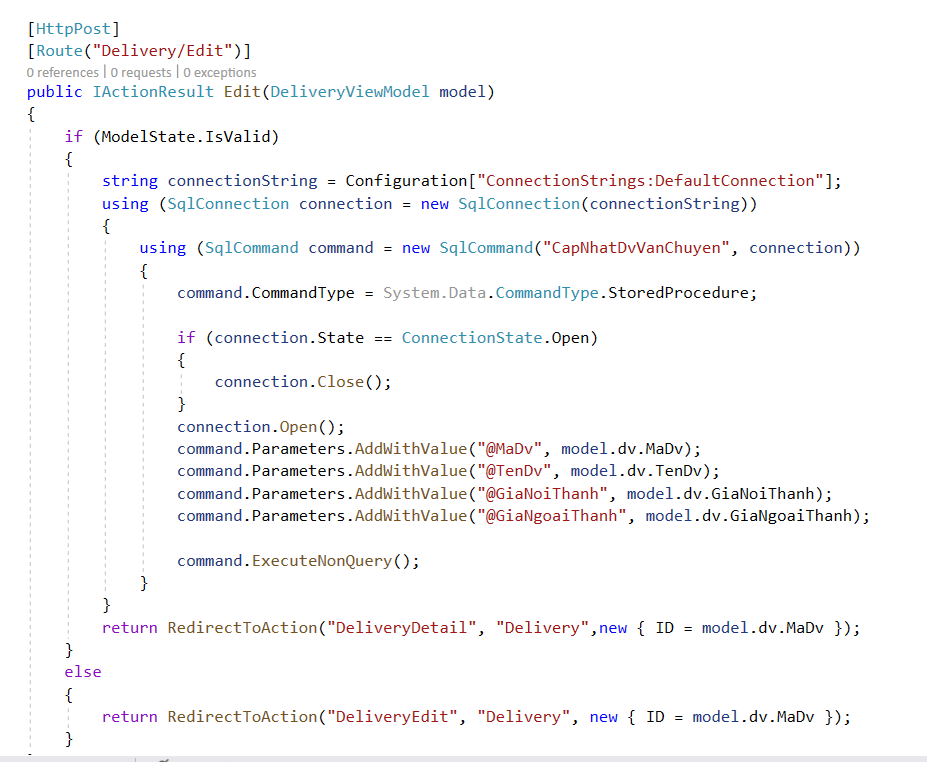 [HttpPost]
[Route("Delivery/Edit")]
0 references | 0 requests | 0 exceptions
public IActionResult Edit(DeliveryViewModel model)
{
if (ModelState.IsValid)
{
string connectionString = Configuration["ConnectionStrings:DefaultConnection"];
using (SqlConnection connection = new SqlConnection(connectionString))
{
using (SqlCommand command = new SqlCommand("CapNhatDvVanChuyen", connection))
{
command.CommandType = System.Data.CommandType.StoredProcedure;
if (connection.State == ConnectionState.Open)
{
connection.Close();
}
connection.Open();
command.Parameters.AddWithValue("@MaDv", model.dv.MaDv);
command.Parameters.AddWithValue("@TenDv", model.dv.TenDv);
command.Parameters.AddWithValue("@GiaNoiThanh", model.dv.GiaNoiThanh);
command.Parameters.AddWithValue("@GiaNgoaiThanh", model.dv.GiaNgoaiThanh);
command.ExecuteNonQuery();
}
}
return RedirectToAction("DeliveryDetail", "Delivery",new { ID = model.dv.MaDv });
}
else
{
return RedirectToAction("DeliveryEdit", "Delivery", new { ID = model.dv.MaDv });
}